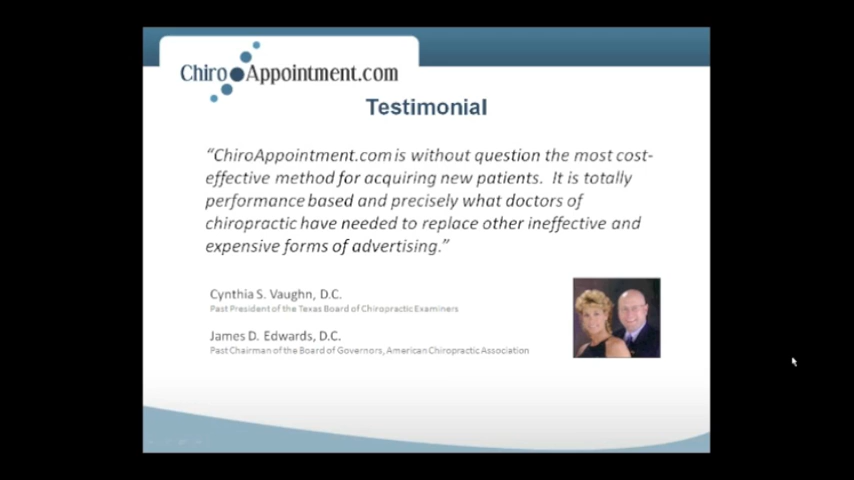 Chiro Appointment.com
Testimonial
“ChiroAppointment.com is without question the most cost-
effective method for acquiring new patients. It is totally
performance based and precisely what doctors of
chiropractic have needed to replace other ineffective and
expensive forms of advertising.”
Cynthia S. Vaughn, D.C.
Past President of the Texas Board of Chiropractic Examiners
James D. Edwards, D.C.
Past Chairman of the Board of Governors, American Chiropractic Association